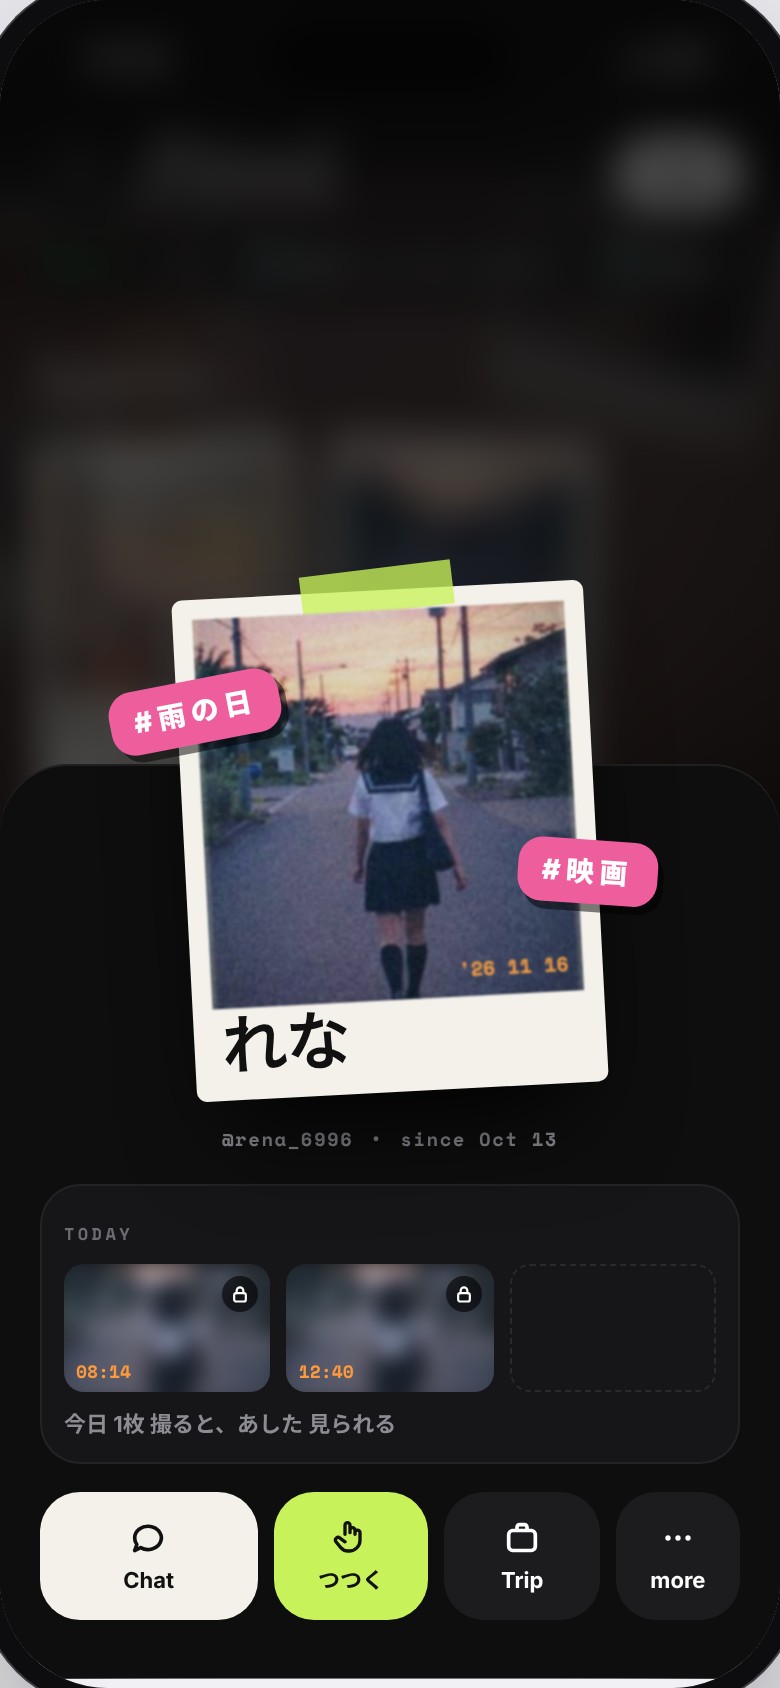 #雨の日
#映画
'26 11 16
れな
@rena_6996 • since Oct 13
TODAY
08:14
12:40
今日 1枚 撮ると、あした 見られる
Chat
つつく
Trip
more